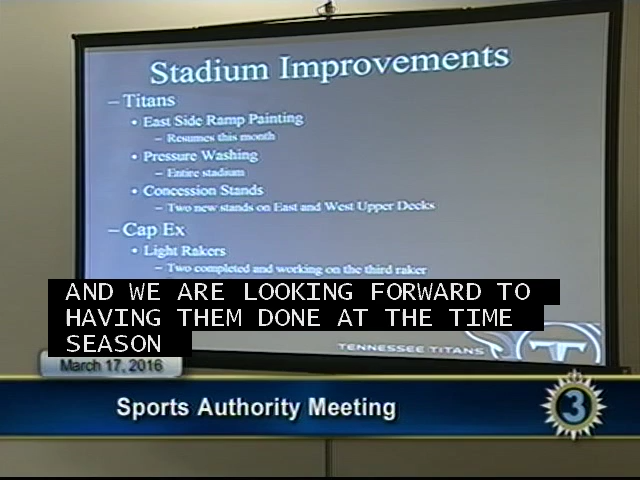 Stadium Improvements
– Titans
• East Side Ramp Painting
– Resumes this month
• Pressure Washing
– Entire stadium
• Concession Stands
– Two new stands on East and West Upper Decks
– Cap Ex
• Light Rakers
– Two completed and working on the third raker
AND WE ARE LOOKING FORWARD TO
HAVING THEM DONE AT THE TIME
SEASON
TENNESSEE TITANS
T
March 17, 2016
Sports Authority Meeting
3